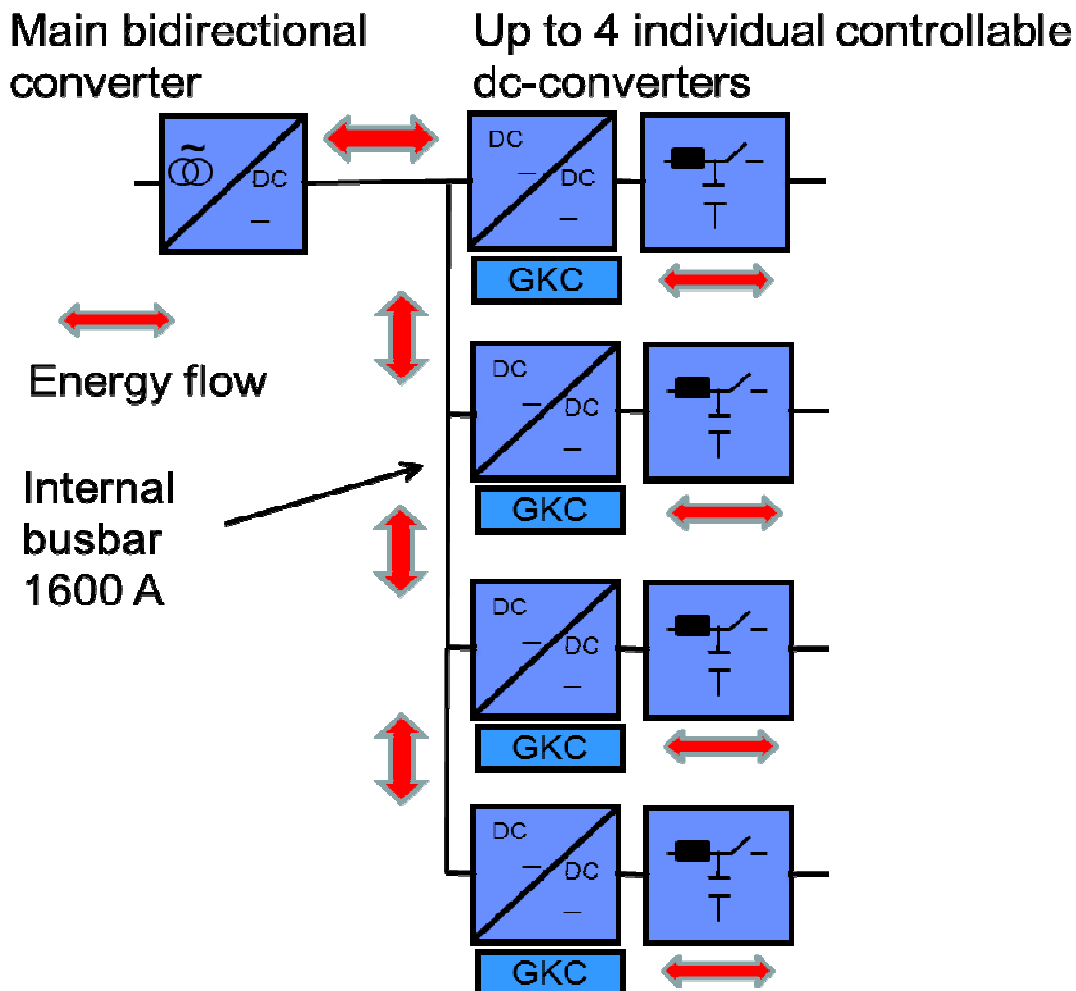 Main bidirectional
converter
Up to 4 individual controllable
dc-converters
~
DC
–
DC
–
DC
–
GKC
Energy flow
DC
–
DC
–
GKC
Internal
busbar
1600 A
DC
–
DC
–
GKC
DC
–
DC
–
GKC